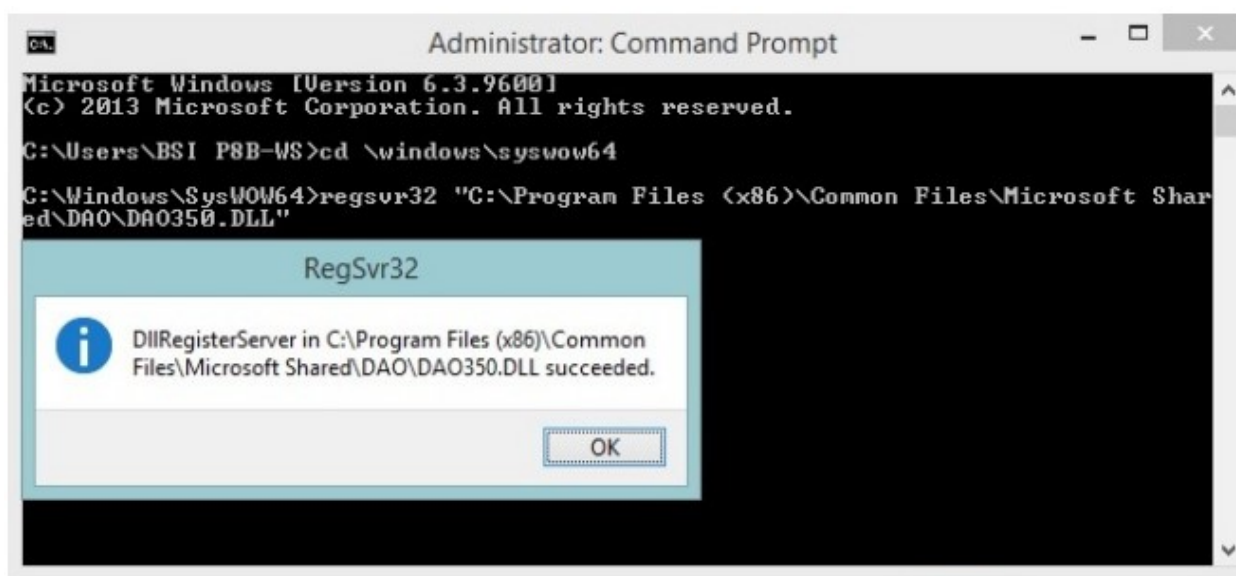 Administrator: Command Prompt
Microsoft Windows [Version 6.3.9600]
(c) 2013 Microsoft Corporation. All rights reserved.
C:\Users\BSI P8B-WS>cd \windows\syswow64
C:\Windows\SysWOW64>regsvr32 "C:\Program Files (x86)\Common Files\Microsoft Shar
ed\DAO\DAO350.DLL"
RegSvr32
DllRegisterServer in C:\Program Files (x86)\Common
Files\Microsoft Shared\DAO\DAO350.DLL succeeded.
OK